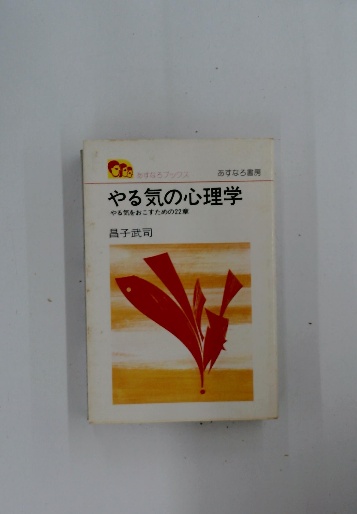 あすなろブックス
あすなろ書房
やる気の心理学
やる気をおこすための22章
昌子武司